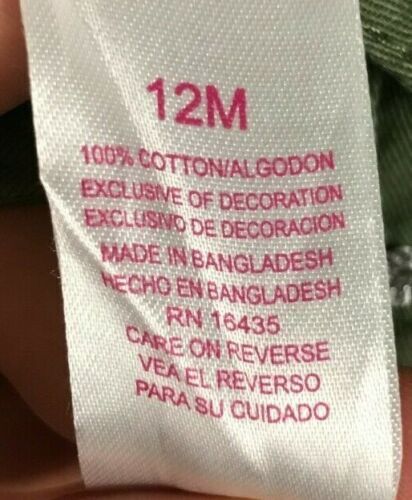 12M
100% COTTON/ALGODON
EXCLUSIVE OF DECORATION
EXCLUSIVO DE DECORACION
MADE IN BANGLADESH
HECHO EN BANGLADESH
RN 16435
CARE ON REVERSE
VEA EL REVERSO
PARA SU CUIDADO